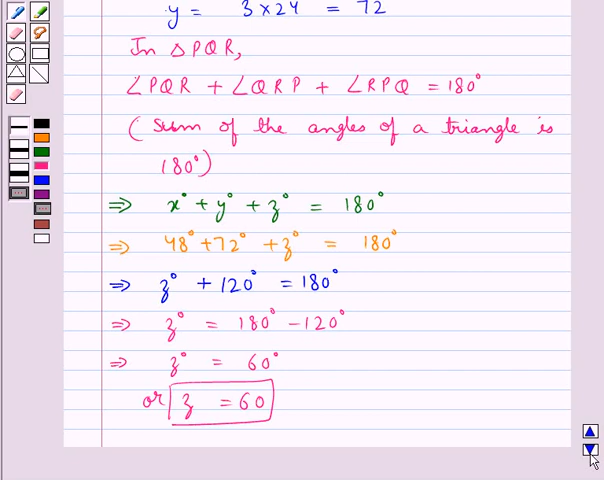 y = 3 × 24 = 72
In △PQR,
∠PQR + ∠QRP + ∠RPQ = 180°
( Sum of the angles of a triangle is
180°)
⇒ x° + y° + z° = 180°
⇒ 48° + 72° + z° = 180°
⇒ z° + 120° = 180°
⇒ z° = 180° - 120°
⇒ z° = 60°
or z = 60